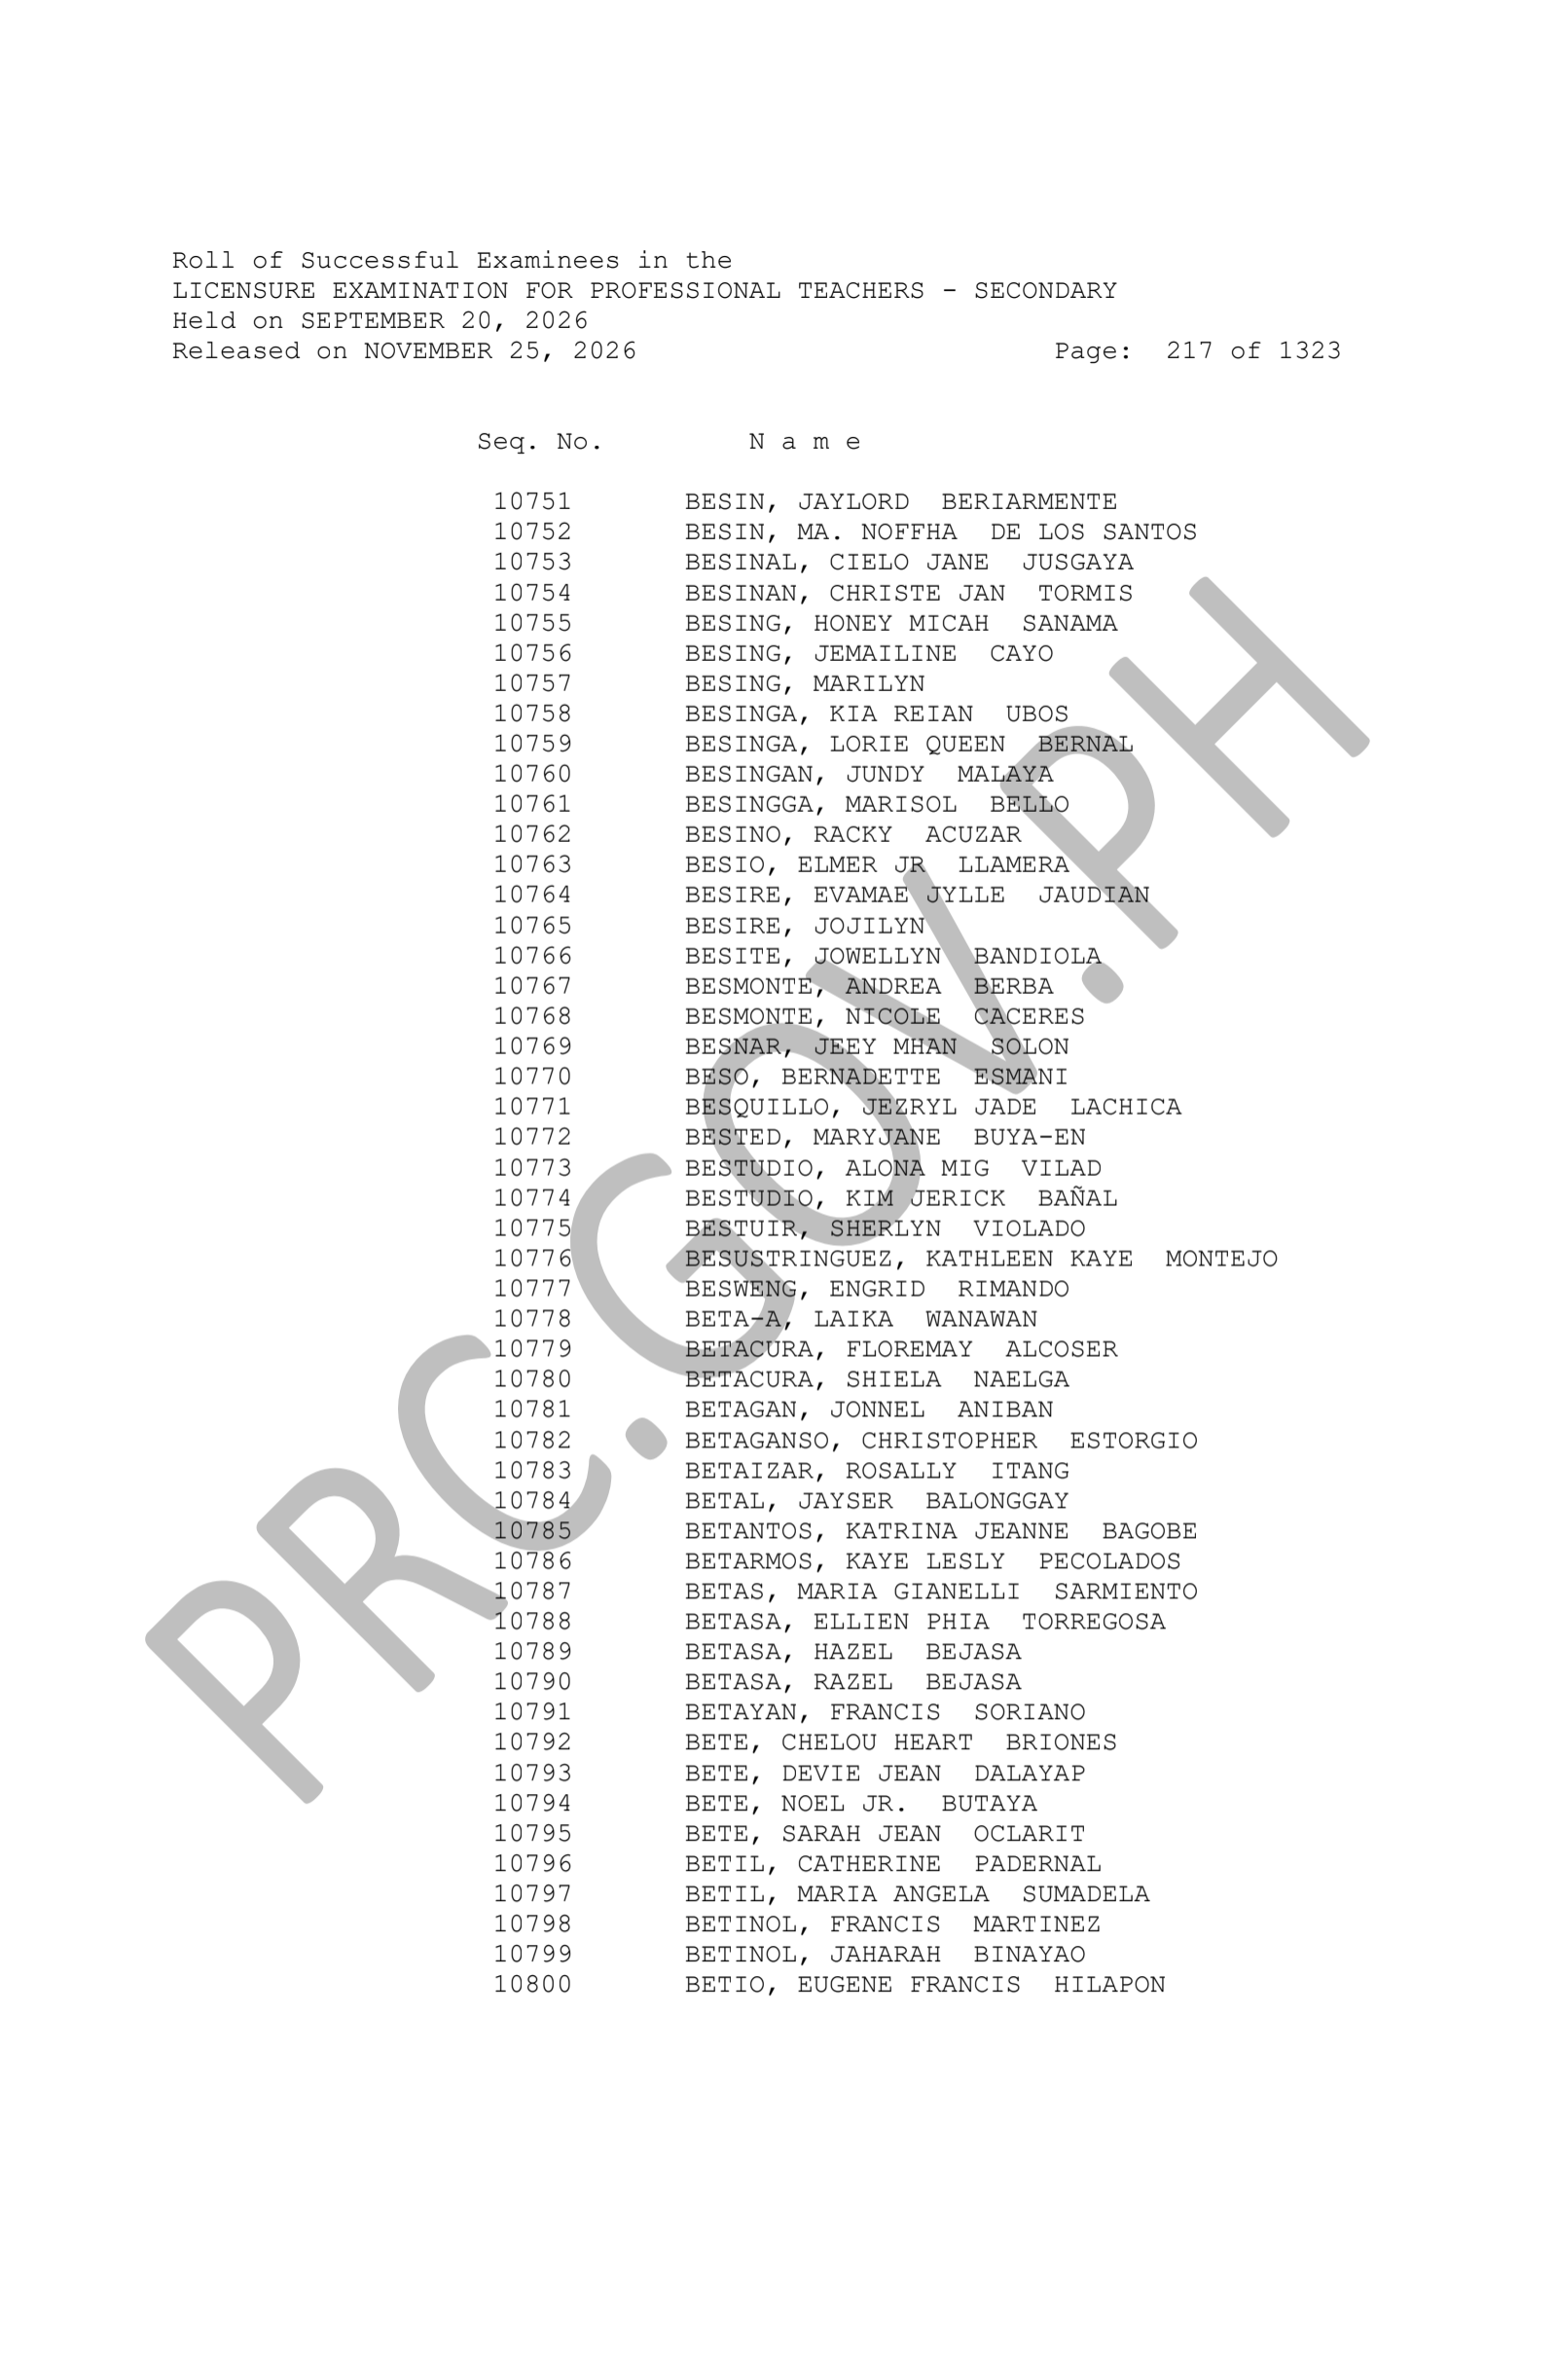 Roll of Successful Examinees in the
LICENSURE EXAMINATION FOR PROFESSIONAL TEACHERS - SECONDARY
Held on SEPTEMBER 20, 2026
Released on NOVEMBER 25, 2026 Page: 217 of 1323
Seq. No. N a m e
10751 BESIN, JAYLORD BERIARMENTE
10752 BESIN, MA. NOFFHA DE LOS SANTOS
10753 BESINAL, CIELO JANE JUSGAYA
10754 BESINAN, CHRISTE JAN TORMIS
10755 BESING, HONEY MICAH SANAMA
10756 BESING, JEMAILINE CAYO
10757 BESING, MARILYN
10758 BESINGA, KIA REIAN UBOS
10759 BESINGA, LORIE QUEEN BERNAL
10760 BESINGAN, JUNDY MALAYA
10761 BESINGGA, MARISOL BELLO
10762 BESINO, RACKY ACUZAR
10763 BESIO, ELMER JR LLAMERA
10764 BESIRE, EVAMAE JYLLE JAUDIAN
10765 BESIRE, JOJILYN
10766 BESITE, JOWELLYN BANDIOLA
10767 BESMONTE, ANDREA BERBA
10768 BESMONTE, NICOLE CACERES
10769 BESNAR, JEEY MHAN SOLON
10770 BESO, BERNADETTE ESMANI
10771 BESQUILLO, JEZRYL JADE LACHICA
10772 BESTED, MARYJANE BUYA-EN
10773 BESTUDIO, ALONA MIG VILAD
10774 BESTUDIO, KIM JERICK BAÑAL
10775 BESTUIR, SHERLYN VIOLADO
10776 BESUSTRINGUEZ, KATHLEEN KAYE MONTEJO
10777 BESWENG, ENGRID RIMANDO
10778 BETA-A, LAIKA WANAWAN
10779 BETACURA, FLOREMAY ALCOSER
10780 BETACURA, SHIELA NAELGA
10781 BETAGAN, JONNEL ANIBAN
10782 BETAGANSO, CHRISTOPHER ESTORGIO
10783 BETAIZAR, ROSALLY ITANG
10784 BETAL, JAYSER BALONGGAY
10785 BETANTOS, KATRINA JEANNE BAGOBE
10786 BETARMOS, KAYE LESLY PECOLADOS
10787 BETAS, MARIA GIANELLI SARMIENTO
10788 BETASA, ELLIEN PHIA TORREGOSA
10789 BETASA, HAZEL BEJASA
10790 BETASA, RAZEL BEJASA
10791 BETAYAN, FRANCIS SORIANO
10792 BETE, CHELOU HEART BRIONES
10793 BETE, DEVIE JEAN DALAYAP
10794 BETE, NOEL JR. BUTAYA
10795 BETE, SARAH JEAN OCLARIT
10796 BETIL, CATHERINE PADERNAL
10797 BETIL, MARIA ANGELA SUMADELA
10798 BETINOL, FRANCIS MARTINEZ
10799 BETINOL, JAHARAH BINAYAO
10800 BETIO, EUGENE FRANCIS HILAPON
PRC.GOV.PH